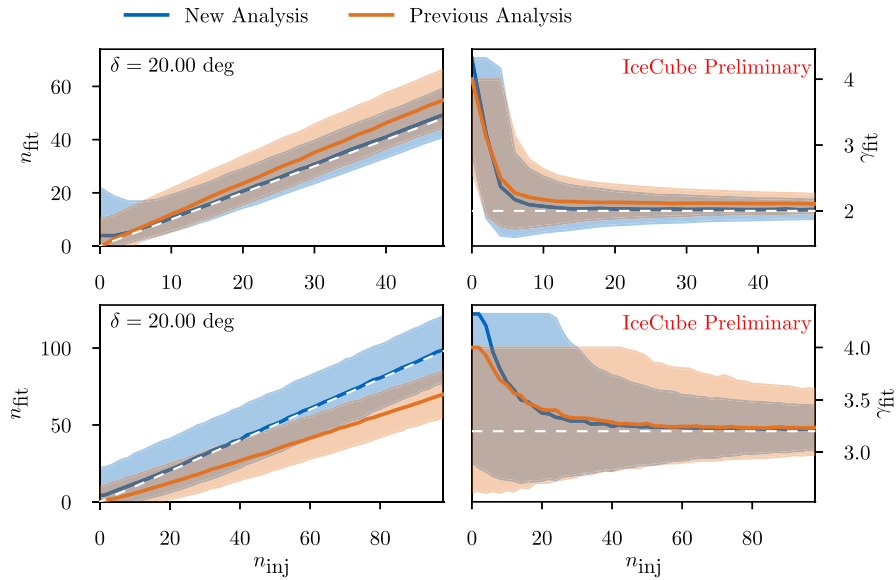 New Analysis Previous Analysis
δ = 20.00 deg
IceCube Preliminary
n_fit
0
20
40
60
0 10 20 30 40
γ_fit
2
3
4
0 10 20 30 40
δ = 20.00 deg
IceCube Preliminary
n_fit
0
50
100
0 20 40 60 80
n_inj
γ_fit
3.0
3.5
4.0
0 20 40 60 80
n_inj